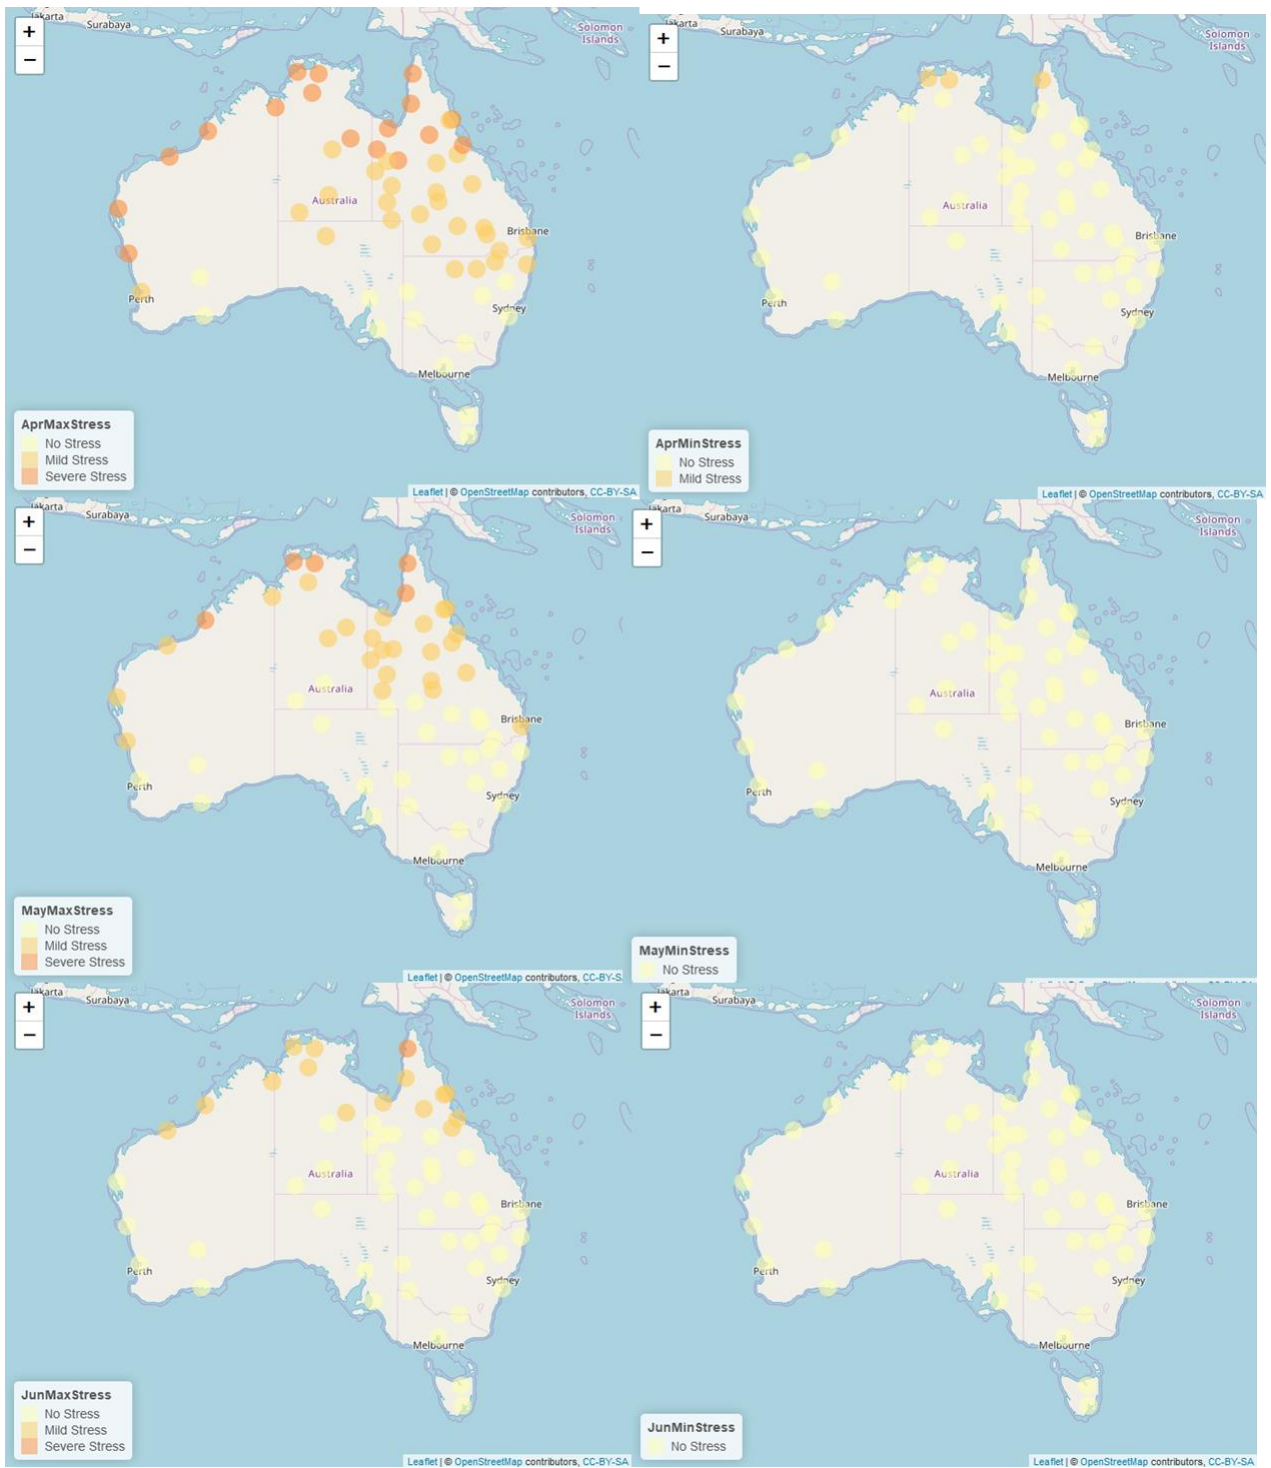 Jakarta
Surabaya
Solomon
Islands
+
−
Australia
Brisbane
Perth
Sydney
Melbourne
AprMaxStress
No Stress
Mild Stress
Severe Stress
Leaflet | © OpenStreetMap contributors, CC-BY-SA
Jakarta
Surabaya
Solomon
Islands
+
−
Australia
Brisbane
Perth
Sydney
Melbourne
AprMinStress
No Stress
Mild Stress
Leaflet | © OpenStreetMap contributors, CC-BY-SA
Jakarta
Surabaya
Solomon
Islands
+
−
Australia
Brisbane
Perth
Sydney
Melbourne
MayMaxStress
No Stress
Mild Stress
Severe Stress
Leaflet | © OpenStreetMap contributors, CC-BY-S
Jakarta
Surabaya
Solomon
Islands
+
−
Australia
Brisbane
Perth
Sydney
Melbourne
MayMinStress
No Stress
Jakarta
Surabaya
Solomon
Islands
+
−
Australia
Brisbane
Perth
Sydney
Melbourne
JunMaxStress
No Stress
Mild Stress
Severe Stress
Leaflet | © OpenStreetMap contributors, CC-BY-SA
Jakarta
Surabaya
Solomon
Islands
+
−
Australia
Brisbane
Perth
Sydney
Melbourne
JunMinStress
No Stress
Leaflet | © OpenStreetMap contributors, CC-BY-SA